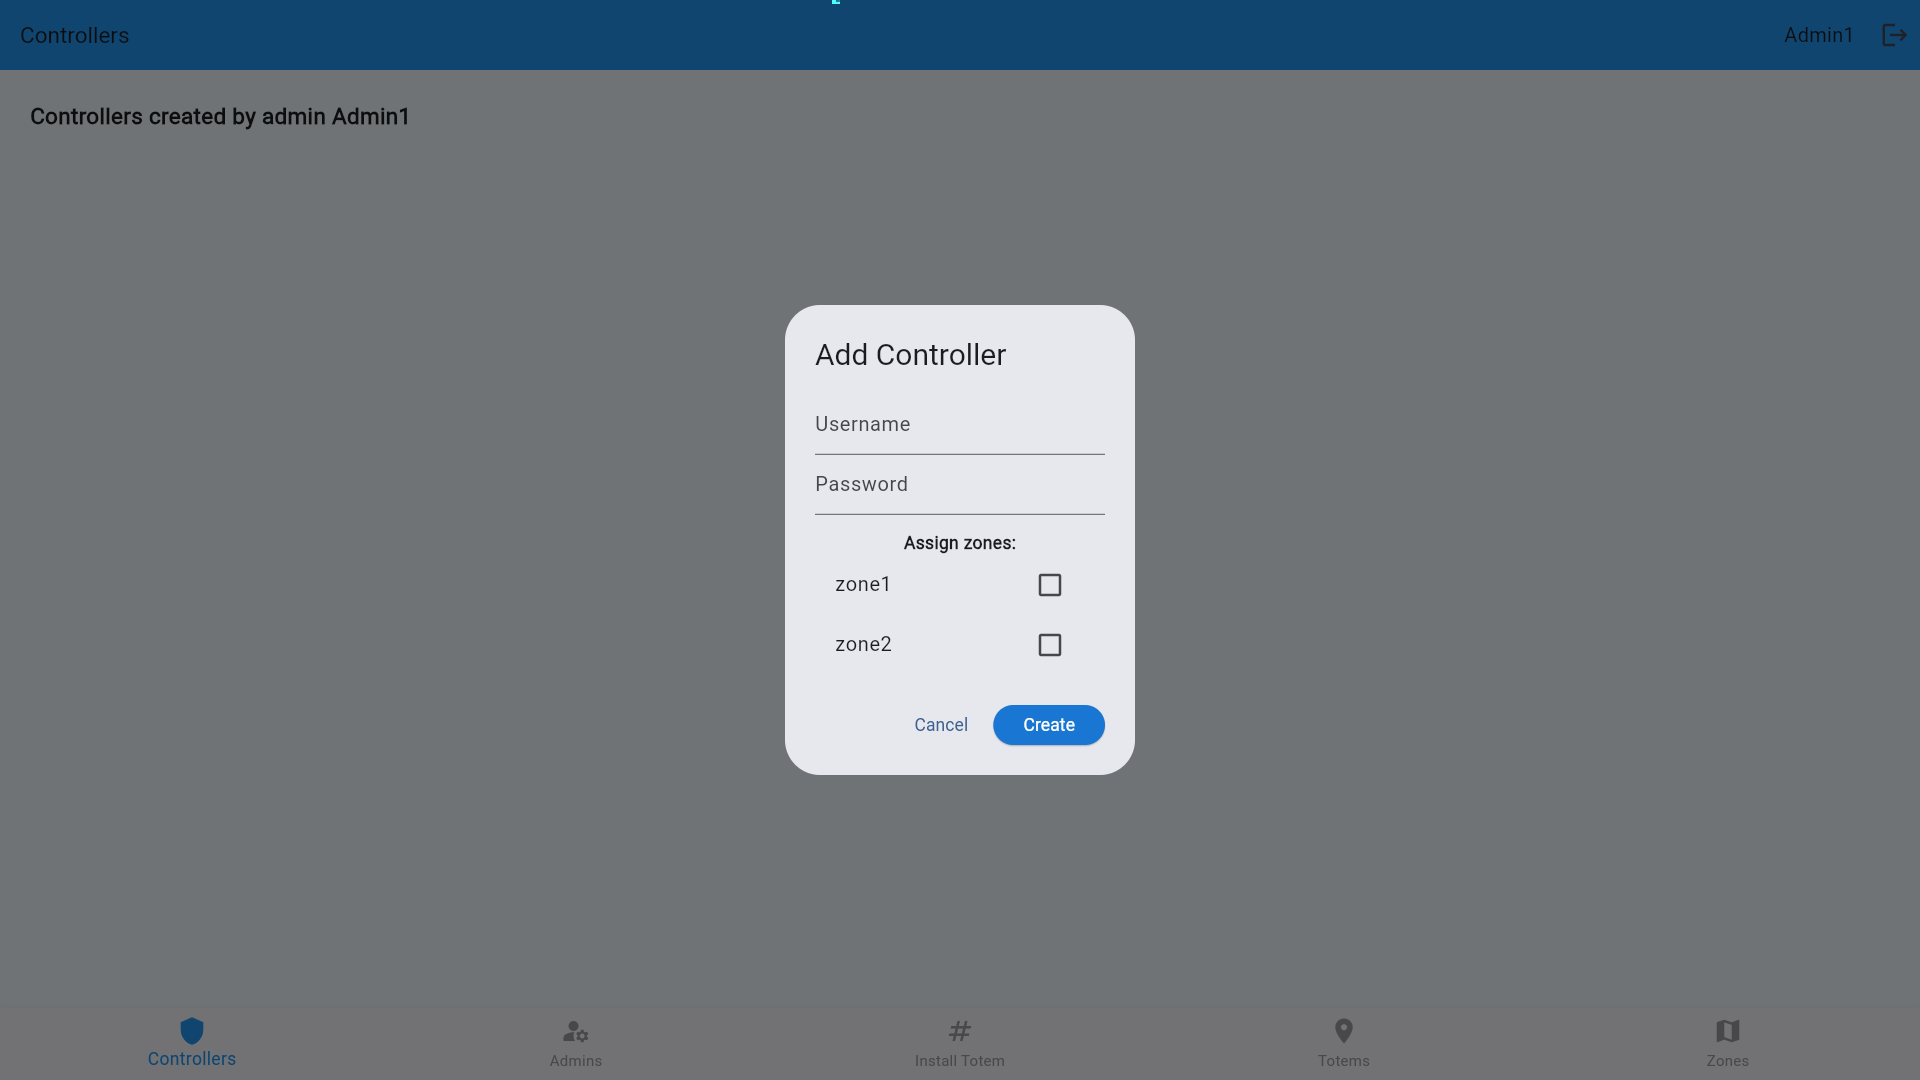 Controllers
Admin1
Controllers created by admin Admin1
Add Controller
Username
Password
Assign zones:
zone1
zone2
Cancel
Create
Controllers
Admins
Install Totem
Totems
Zones